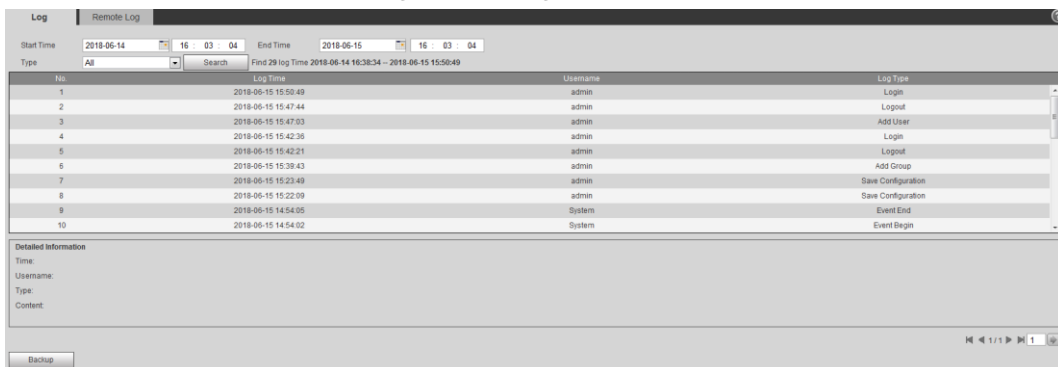 Log Remote Log
Start Time 2018-06-14 16 : 03 : 04 End Time 2018-06-15 16 : 03 : 04
Type All Search Find 29 log Time 2018-06-14 16:38:34 -- 2018-06-15 15:50:49
No. Log Time Username Log Type
1 2018-06-15 15:50:49 admin Login
2 2018-06-15 15:47:44 admin Logout
3 2018-06-15 15:47:03 admin Add User
4 2018-06-15 15:42:36 admin Login
5 2018-06-15 15:42:21 admin Logout
6 2018-06-15 15:39:43 admin Add Group
7 2018-06-15 15:23:49 admin Save Configuration
8 2018-06-15 15:22:09 admin Save Configuration
9 2018-06-15 14:54:05 System Event End
10 2018-06-15 14:54:02 System Event Begin
Detailed Information
Time:
Username:
Type:
Content:
1 / 1 1
Backup